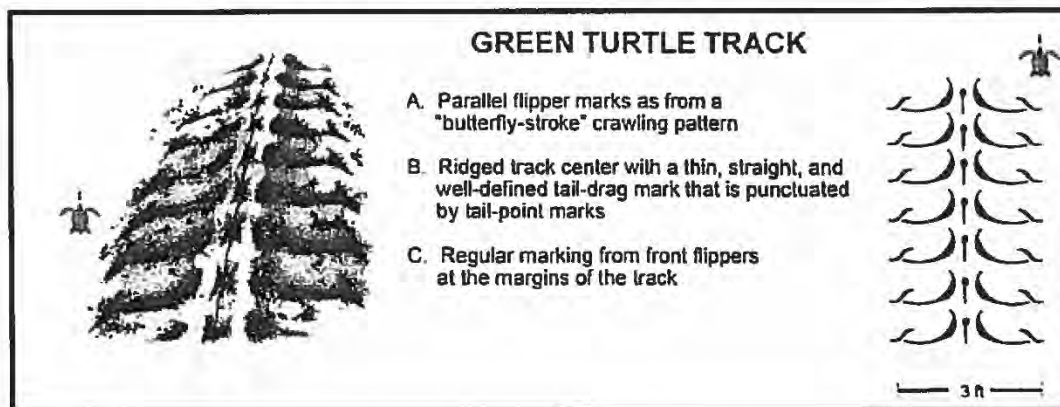 GREEN TURTLE TRACK
A. Parallel flipper marks as from a
"butterfly-stroke" crawling pattern
B. Ridged track center with a thin, straight, and
well-defined tail-drag mark that is punctuated
by tail-point marks
C. Regular marking from front flippers
at the margins of the track
3 ft